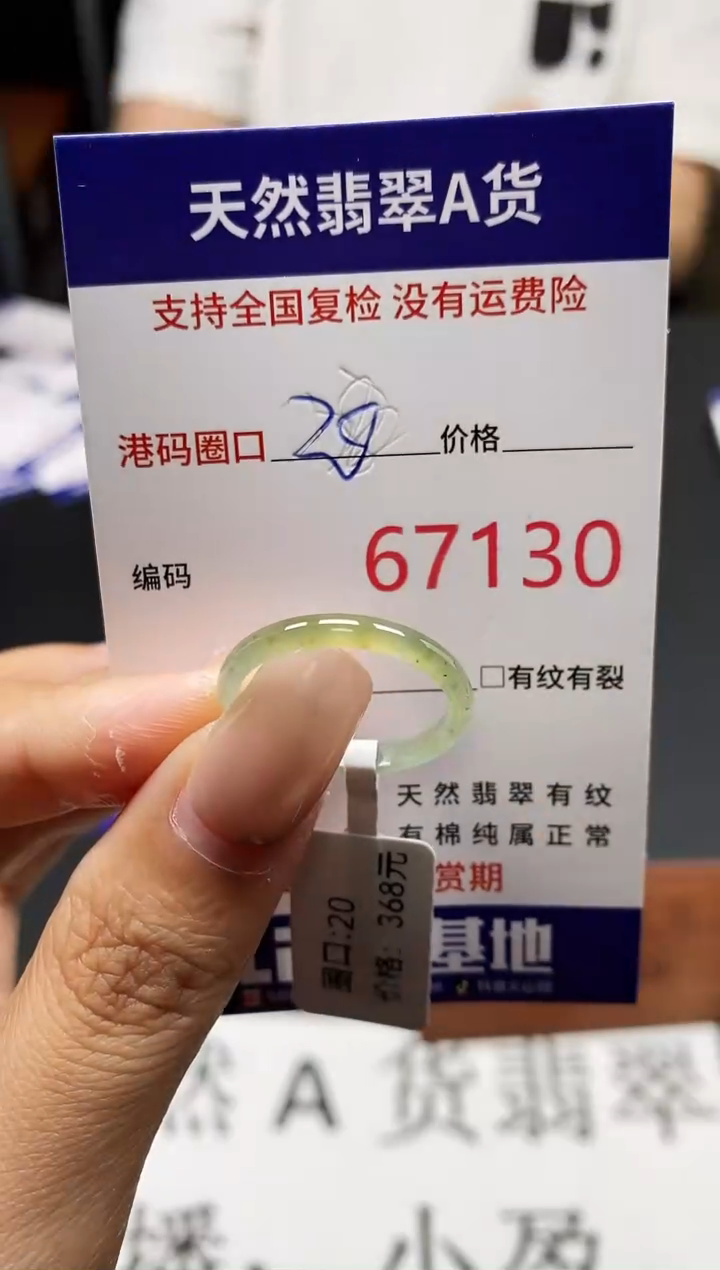 天然翡翠A货
支持全国复检 没有运费险
港码圈口 29 价格
编码 67130
□有纹有裂
天然翡翠有纹
有棉纯属正常
赏期
基地
圈口:20
价格: 368元
然A货翡翠
播、小盈